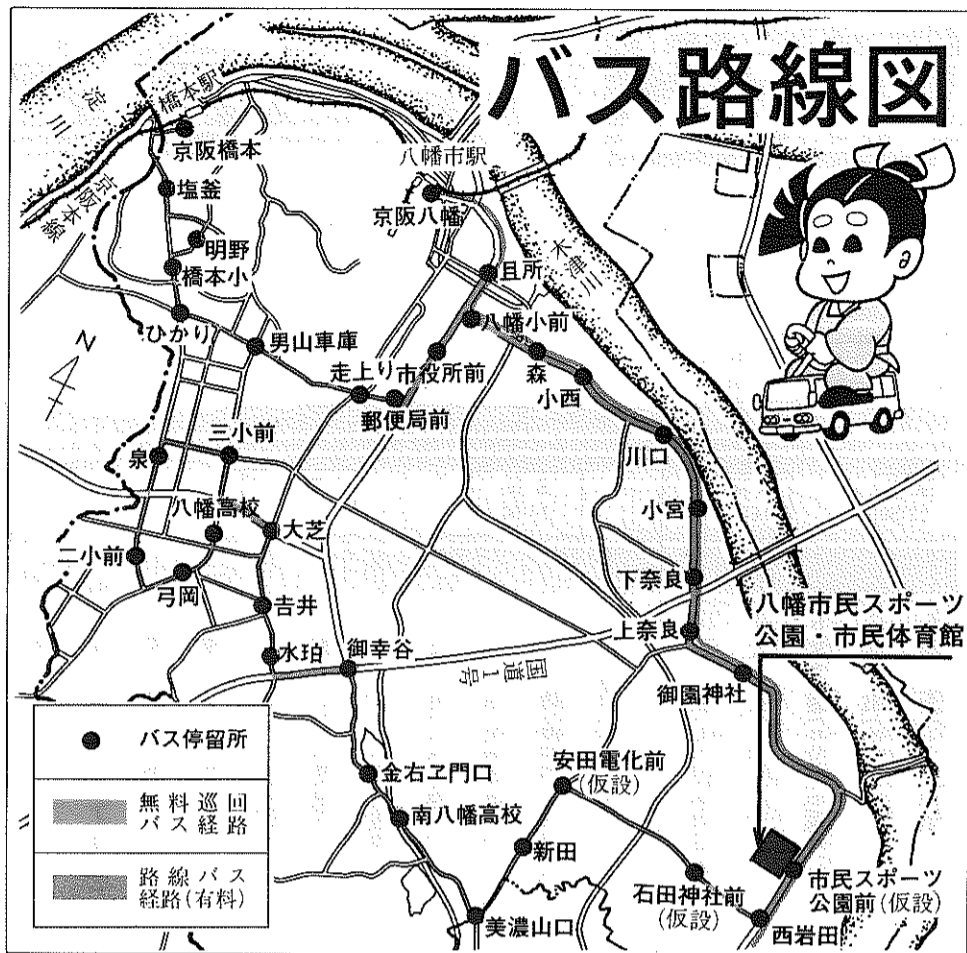 バス路線図
淀川
橋本駅
京阪橋本
京阪本線
塩釜
明野
橋本小
ひかり
男山車庫
八幡市駅
京阪八幡
木津川
且所
八幡小前
走上り
市役所前
郵便局前
森
小西
川口
小宮
下奈良
上奈良
八幡市民スポーツ
公園・市民体育館
御園神社
N
三小前
泉
八幡高校
大芝
二小前
弓岡
吉井
水珀
御幸谷
国道1号
金右ヱ門口
南八幡高校
安田電化前
(仮設)
新田
石田神社前
(仮設)
美濃山口
市民スポーツ
公園前(仮設)
西岩田
バス停留所
無料巡回
バス経路
路線バス
経路(有料)